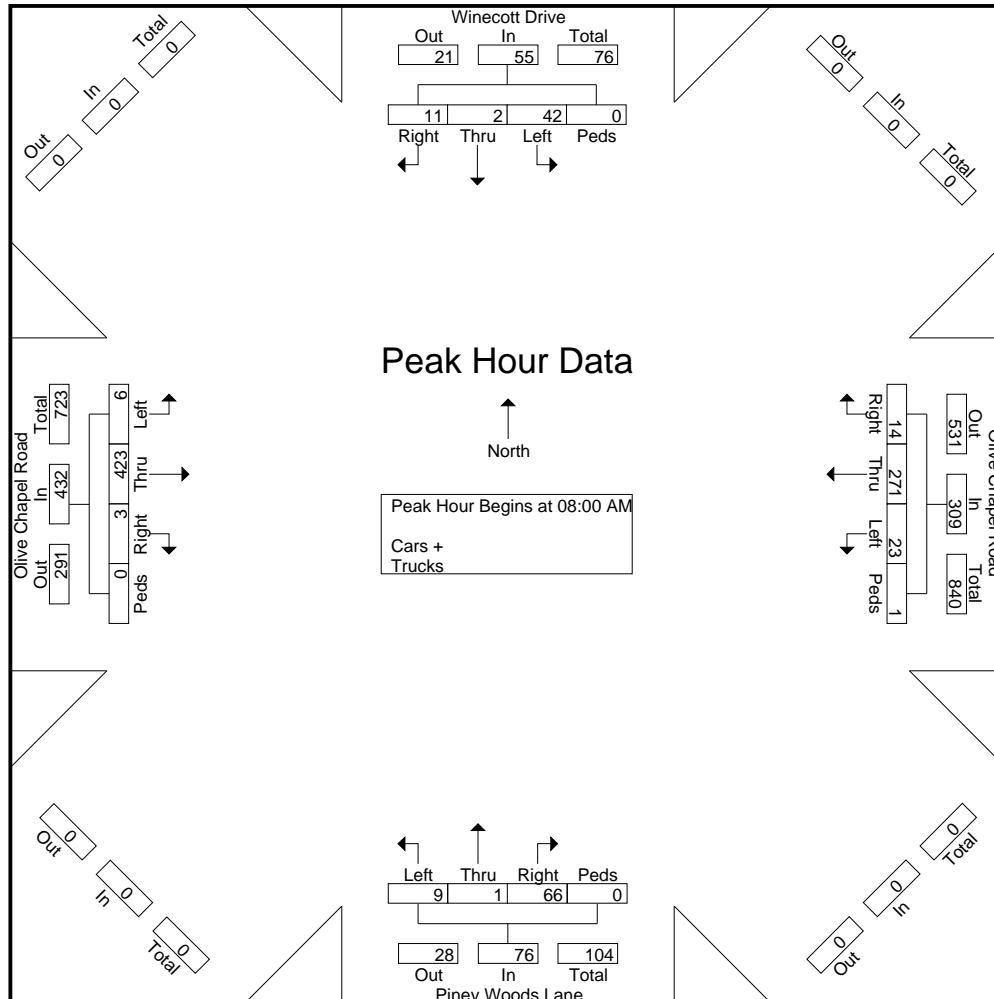 Winecott Drive
Out In Total
21 55 76
11 2 42 0
Right Thru Left Peds
Total
0
In
0
Out
0
Out
0
In
0
Total
0
Olive Chapel Road
Total In Out
723 432 291
6 423 3 0
Left Thru Right Peds
Peak Hour Data
North
Peak Hour Begins at 08:00 AM
Cars +
Trucks
Right Thru Left Peds
14 271 23 1
Out In Total
531 309 840
Olive Chapel Road
Out
0
In
0
Total
0
Left Thru Right Peds
9 1 66 0
28 76 104
Out In Total
Piney Woods Lane
Total
0
In
0
Out
0